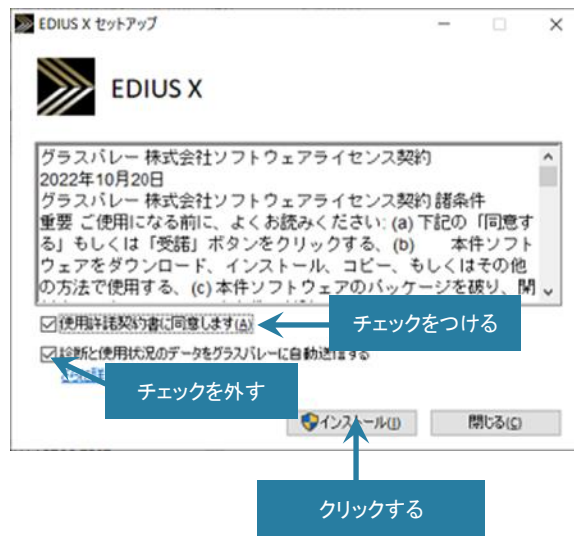 EDIUS X セットアップ
EDIUS X
グラスバレー 株式会社ソフトウェアライセンス契約
2022年10月20日
グラスバレー 株式会社ソフトウェアライセンス契約 諸条件
重要 ご使用になる前に、よくお読みください: (a) 下記の「同意す
る」もしくは「受諾」ボタンをクリックする、(b) 本件ソフト
ウェアをダウンロード、インストール、コピー、もしくはその他
の方法で使用する、(c) 本件ソフトウェアのパッケージを破り、開
使用許諾契約書に同意します(A)
チェックをつける
診断と使用状況のデータをグラスバレーに自動送信する
チェックを外す
インストール(I)
閉じる(C)
クリックする